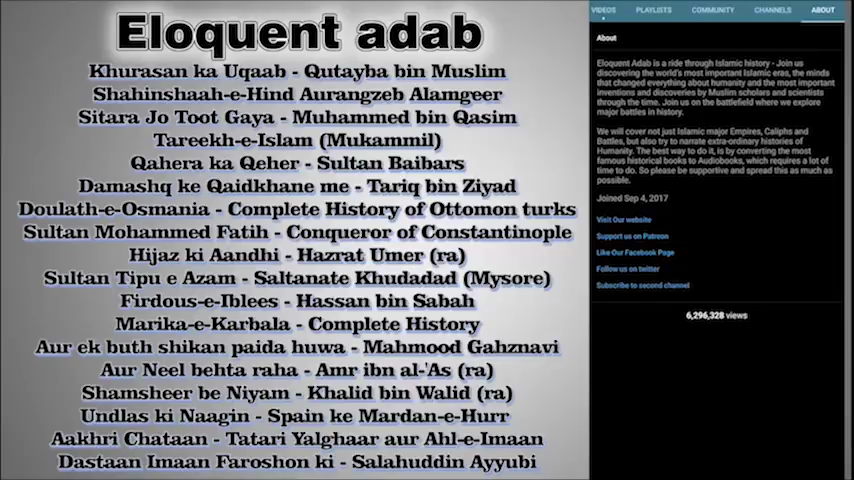 Eloquent adab
Khurasan ka Uqaab - Qutayba bin Muslim
Shahinshaah-e-Hind Aurangzeb Alamgeer
Sitara Jo Toot Gaya - Muhammed bin Qasim
Tareekh-e-Islam (Mukammil)
Qahera ka Qeher - Sultan Baibars
Damashq ke Qaidkhane me - Tariq bin Ziyad
Doulath-e-Osmania - Complete History of Ottomon turks
Sultan Mohammed Fatih - Conqueror of Constantinople
Hijaz ki Aandhi - Hazrat Umer (ra)
Sultan Tipu e Azam - Saltanate Khudadad (Mysore)
Firdous-e-Iblees - Hassan bin Sabah
Marika-e-Karbala - Complete History
Aur ek buth shikan paida huwa - Mahmood Gahznavi
Aur Neel behta raha - Amr ibn al-'As (ra)
Shamsheer be Niyam - Khalid bin Walid (ra)
Undlas ki Naagin - Spain ke Mardan-e-Hurr
Aakhri Chataan - Tatari Yalghaar aur Ahl-e-Imaan
Dastaan Imaan Faroshon ki - Salahuddin Ayyubi
VIDEOS PLAYLISTS COMMUNITY CHANNELS ABOUT
About
Eloquent Adab is a ride through Islamic history - Join us
discovering the world's most important Islamic eras, the minds
that changed everything about humanity and the most important
inventions and discoveries by Muslim scholars and scientists
through the time. Join us on the battlefield where we explore
major battles in history.
We will cover not just Islamic major Empires, Caliphs and
Battles, but also try to narrate extra-ordinary histories of
Humanity. The best way to do it, is by converting the most
famous historical books to Audiobooks, which requires a lot of
time to do. So please be supportive and spread this as much as
possible.
Joined Sep 4, 2017
Visit Our website
Support us on Patreon
Like Our Facebook Page
Follow us on twitter
Subscribe to second channel
6,296,328 views